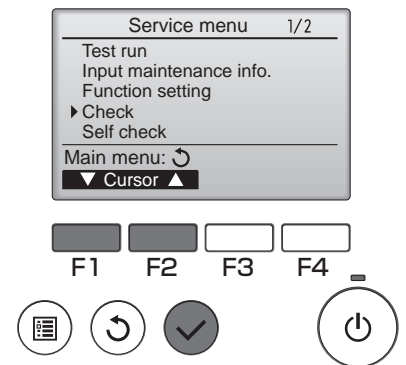 Service menu 1/2
Test run
Input maintenance info.
Function setting
Check
Self check
Main menu:
▼ Cursor ▲
F1 F2 F3 F4